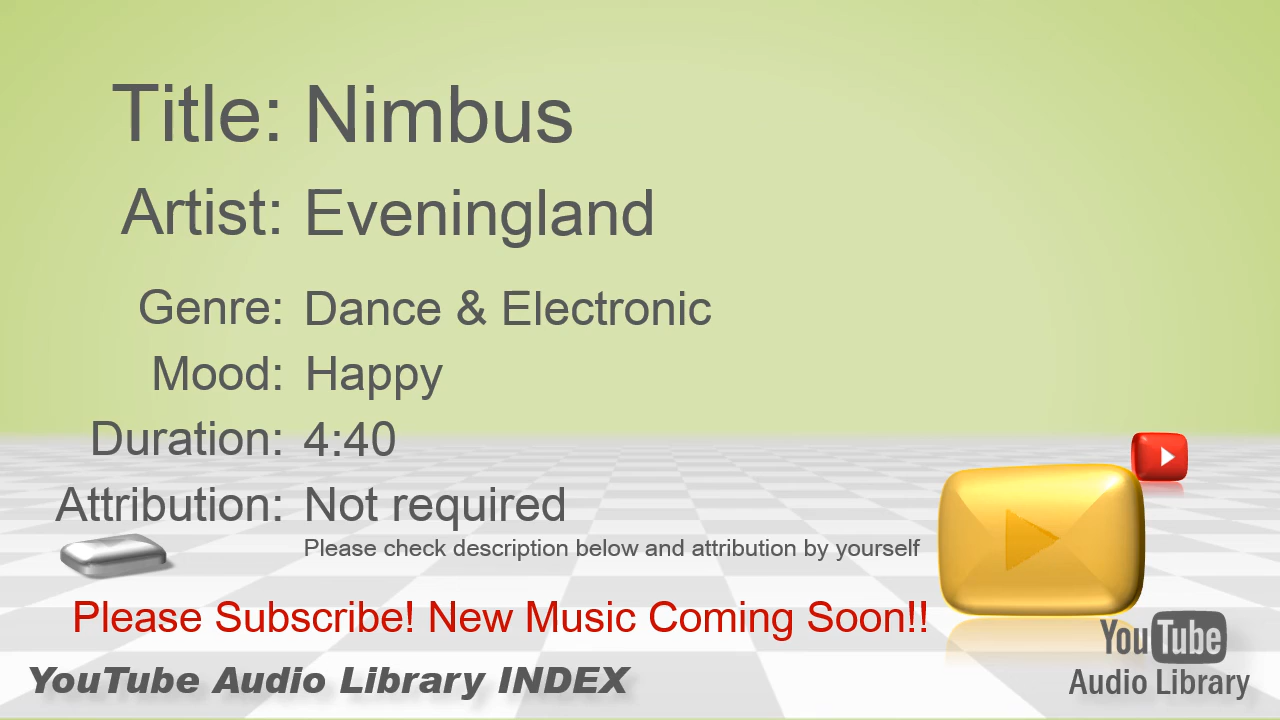 Title: Nimbus
Artist: Eveningland
Genre: Dance & Electronic
Mood: Happy
Duration: 4:40
Attribution: Not required
Please check description below and attribution by yourself
Please Subscribe! New Music Coming Soon!!
YouTube Audio Library INDEX
YouTube
Audio Library